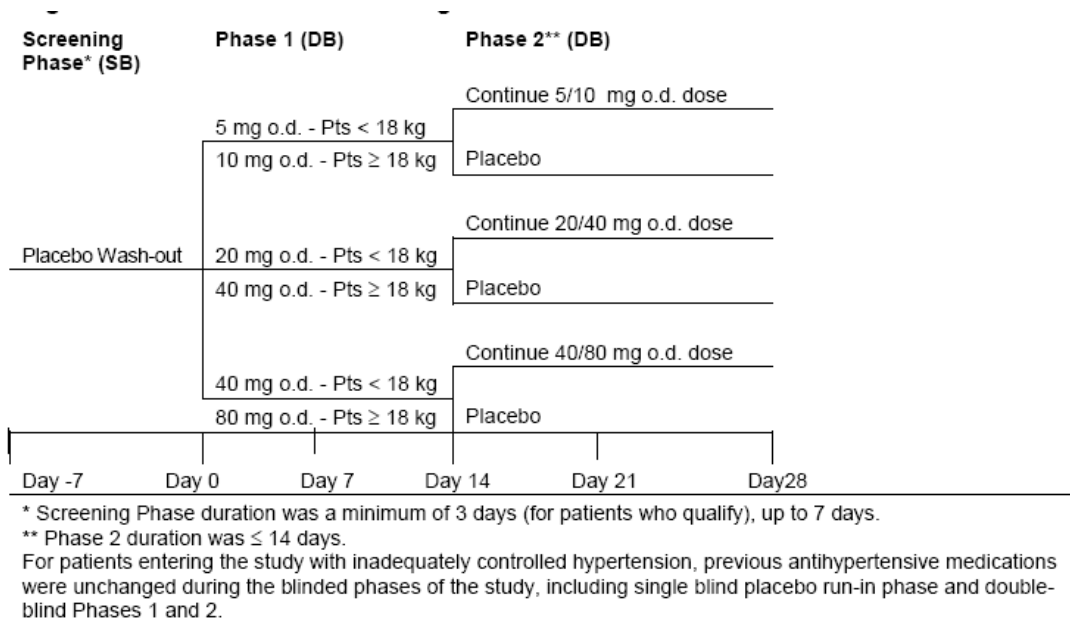 Screening Phase* (SB)
Phase 1 (DB)
Phase 2** (DB)
Continue 5/10 mg o.d. dose
5 mg o.d. - Pts < 18 kg
10 mg o.d. - Pts ≥ 18 kg
Placebo
Continue 20/40 mg o.d. dose
Placebo Wash-out
20 mg o.d. - Pts < 18 kg
40 mg o.d. - Pts ≥ 18 kg
Placebo
Continue 40/80 mg o.d. dose
40 mg o.d. - Pts < 18 kg
80 mg o.d. - Pts ≥ 18 kg
Placebo
Day -7
Day 0
Day 7
Day 14
Day 21
Day28
* Screening Phase duration was a minimum of 3 days (for patients who qualify), up to 7 days.
** Phase 2 duration was ≤ 14 days.
For patients entering the study with inadequately controlled hypertension, previous antihypertensive medications
were unchanged during the blinded phases of the study, including single blind placebo run-in phase and double-
blind Phases 1 and 2.